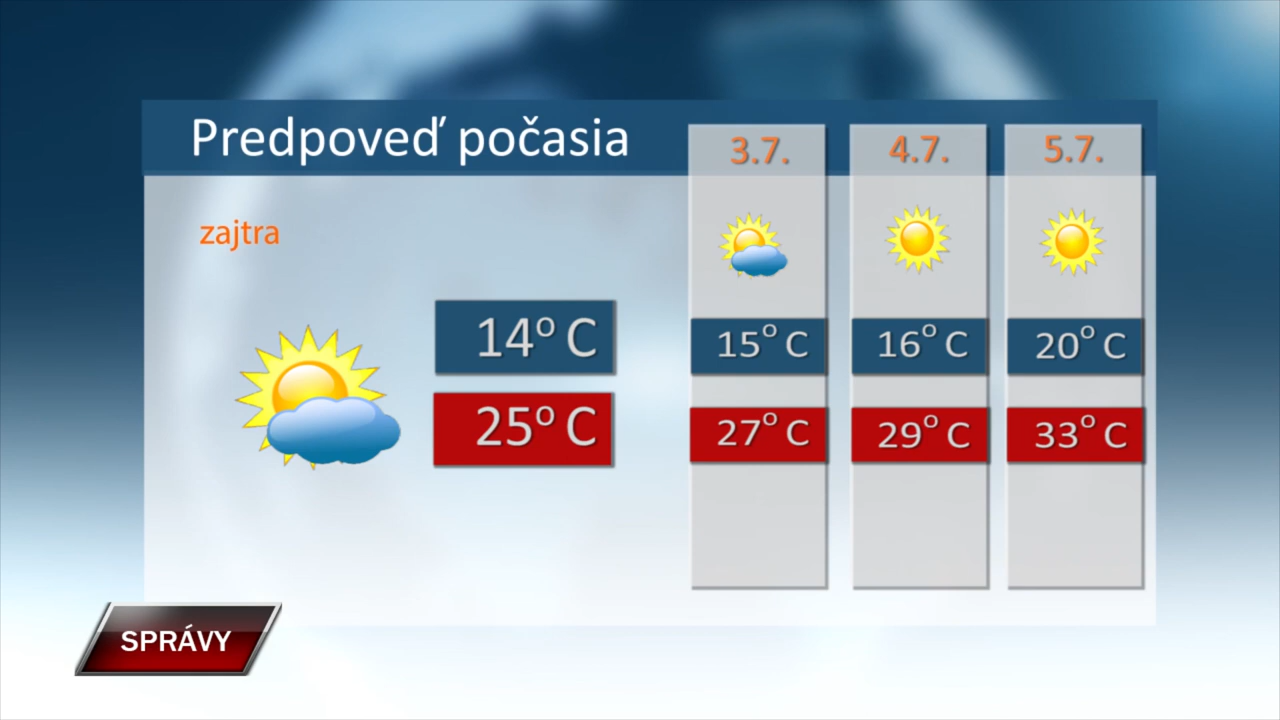 Predpoveď počasia
zajtra
14° C
25° C
3.7.
15° C
27° C
4.7.
16° C
29° C
5.7.
20° C
33° C
SPRÁVY